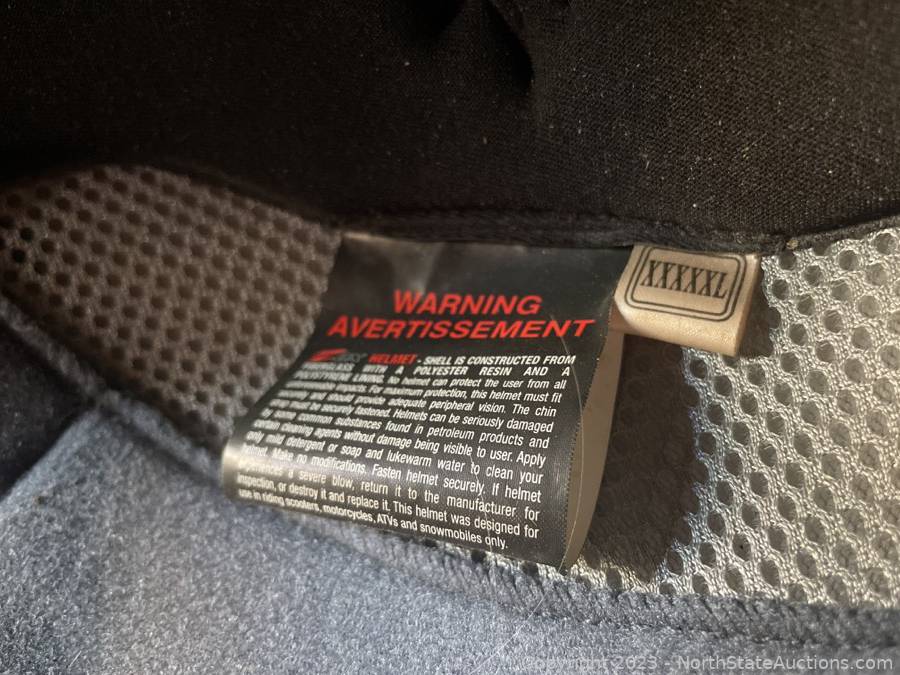 XXXXXL
WARNING
AVERTISSEMENT
HELMET - SHELL IS CONSTRUCTED FROM
FIBERGLASS WITH A POLYESTER RESIN AND A
POLYSTYRENE LINER. No helmet can protect the user from all
foreseeable impacts. For maximum protection, this helmet must fit
securely and should provide adequate peripheral vision. The chin
strap must be securely fastened. Helmets can be seriously damaged
by some common substances found in petroleum products and
certain cleaning agents without damage being visible to user. Apply
only mild detergent or soap and lukewarm water to clean your
helmet. Make no modifications. Fasten helmet securely. If helmet
experiences a severe blow, return it to the manufacturer for
inspection, or destroy it and replace it. This helmet was designed for
use in riding scooters, motorcycles, ATVs and snowmobiles only.
Copyright 2023 - NorthStateAuctions.com